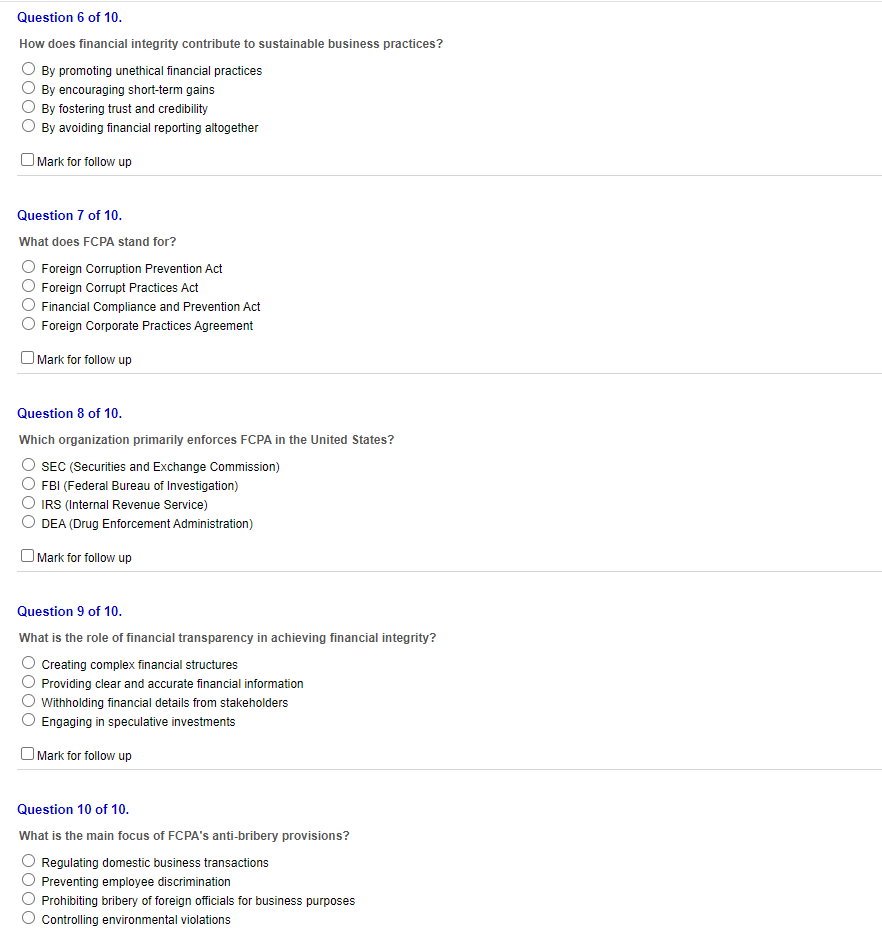 Question 6 of 10.
How does financial integrity contribute to sustainable business practices?
By promoting unethical financial practices
By encouraging short-term gains
By fostering trust and credibility
By avoiding financial reporting altogether
Mark for follow up
Question 7 of 10.
What does FCPA stand for?
Foreign Corruption Prevention Act
Foreign Corrupt Practices Act
Financial Compliance and Prevention Act
Foreign Corporate Practices Agreement
Mark for follow up
Question 8 of 10.
Which organization primarily enforces FCPA in the United States?
SEC (Securities and Exchange Commission)
FBI (Federal Bureau of Investigation)
IRS (Internal Revenue Service)
DEA (Drug Enforcement Administration)
Mark for follow up
Question 9 of 10.
What is the role of financial transparency in achieving financial integrity?
Creating complex financial structures
Providing clear and accurate financial information
Withholding financial details from stakeholders
Engaging in speculative investments
Mark for follow up
Question 10 of 10.
What is the main focus of FCPA's anti-bribery provisions?
Regulating domestic business transactions
Preventing employee discrimination
Prohibiting bribery of foreign officials for business purposes
Controlling environmental violations